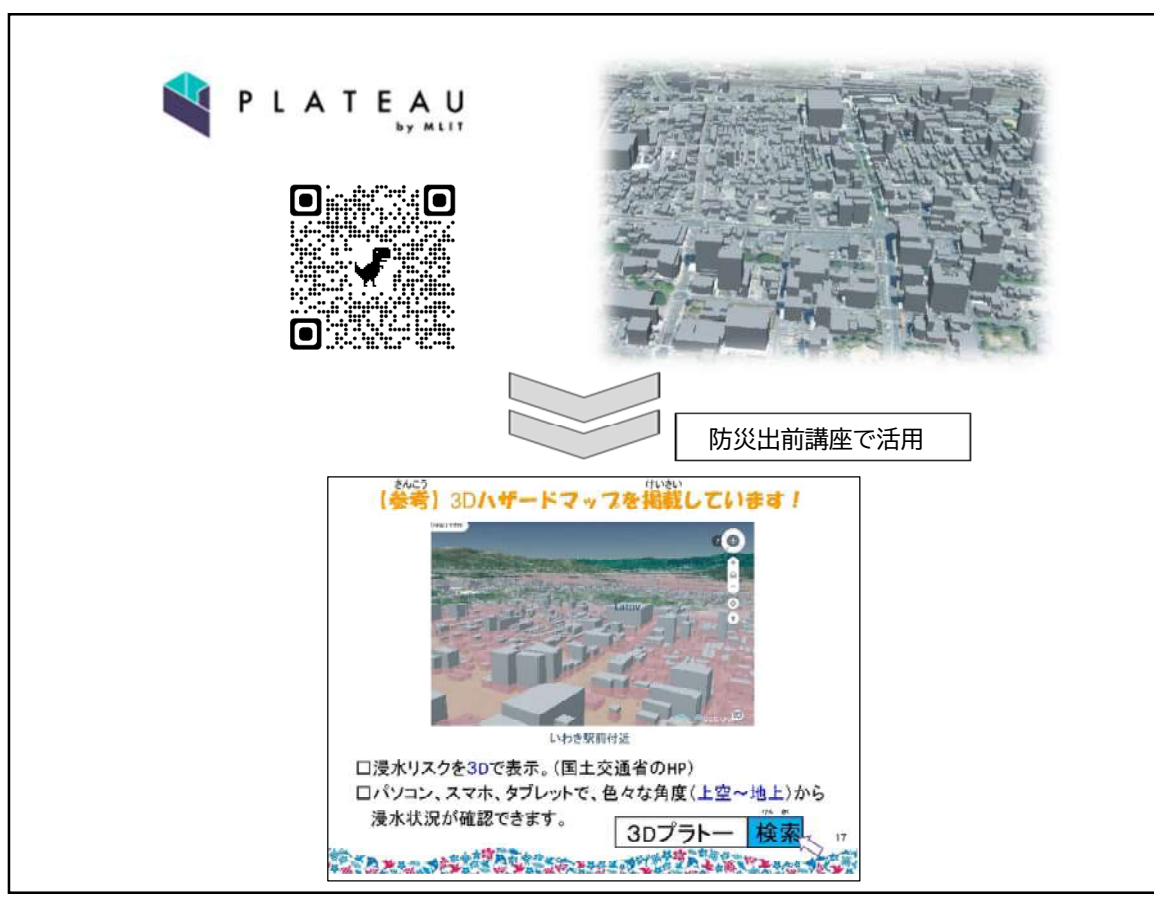 PLATEAU
by MLIT
防災出前講座で活用
さんこう けいさい
【参考】3Dハザードマップを掲載しています！
Latov
いわき駅前付近
□浸水リスクを3Dで表示。（国土交通省のHP）
□パソコン、スマホ、タブレットで、色々な角度（上空～地上）から
浸水状況が確認できます。
けん さく
3Dプラトー 検索
17